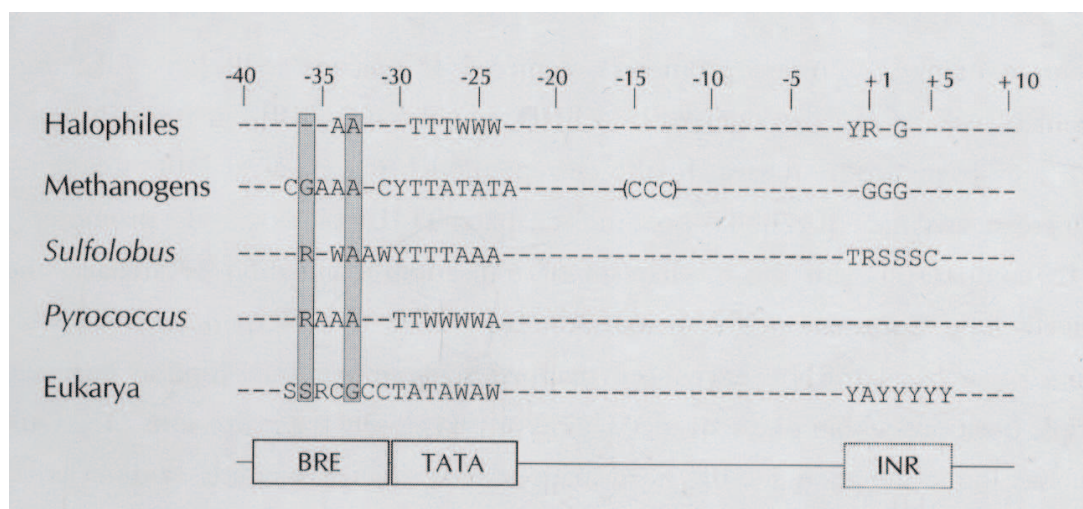 -40 -35 -30 -25 -20 -15 -10 -5 +1 +5 +10
Halophiles ------AA---TTTWWW----------------------YR-G-------
Methanogens ---CGAAA-CYTTATATA------(CCC)------------GGG-------
Sulfolobus ----R-WAAWYTTTAAA----------------------TRSSSC-----
Pyrococcus ----RAAA--TTWWWWA---------------------------------
Eukarya ---SSRCGCCTATAWAW----------------------YAYYYYY----
BRE TATA INR